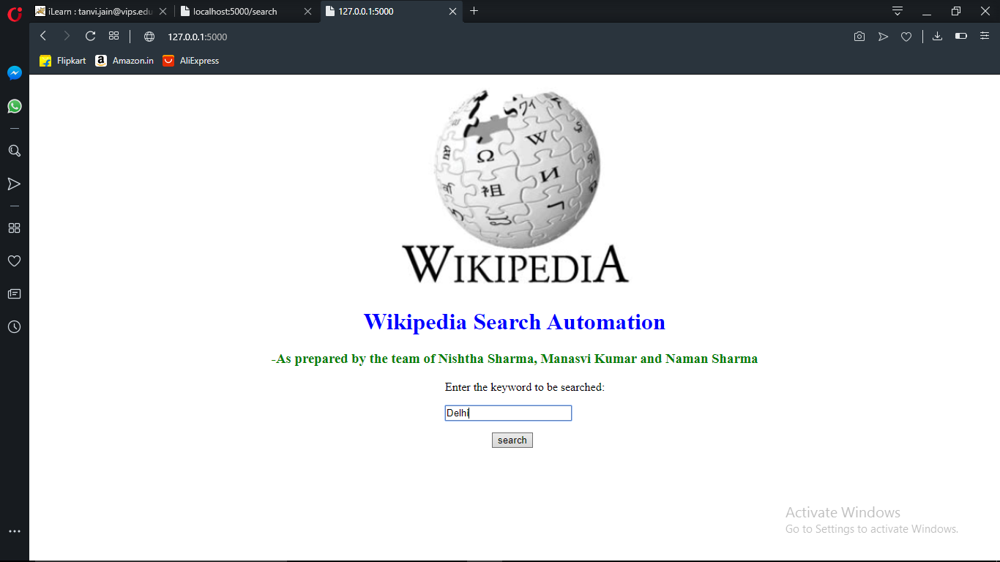 iLearn : tanvi.jain@vips.edu
localhost:5000/search
127.0.0.1:5000
127.0.0.1:5000
Flipkart
a Amazon.in
AliExpress
Ω W И 祖
WIKIPEDIA
Wikipedia Search Automation
-As prepared by the team of Nishtha Sharma, Manasvi Kumar and Naman Sharma
Enter the keyword to be searched:
Delhi
search
Activate Windows
Go to Settings to activate Windows.